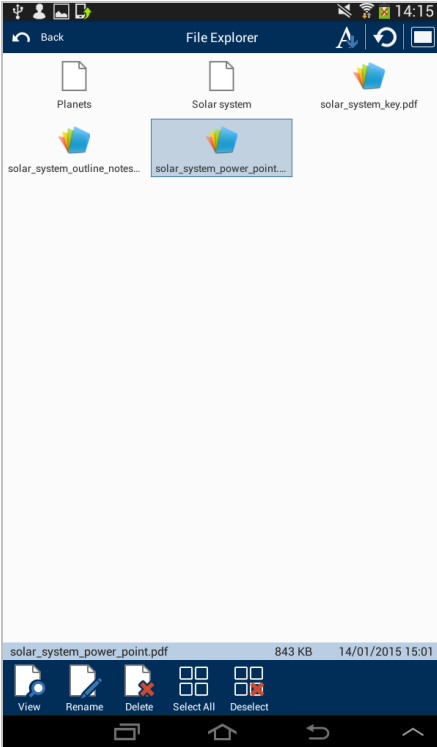 14:15
Back
File Explorer
Planets
Solar system
solar_system_key.pdf
solar_system_outline_notes...
solar_system_power_point....
solar_system_power_point.pdf 843 KB 14/01/2015 15:01
View Rename Delete Select All Deselect